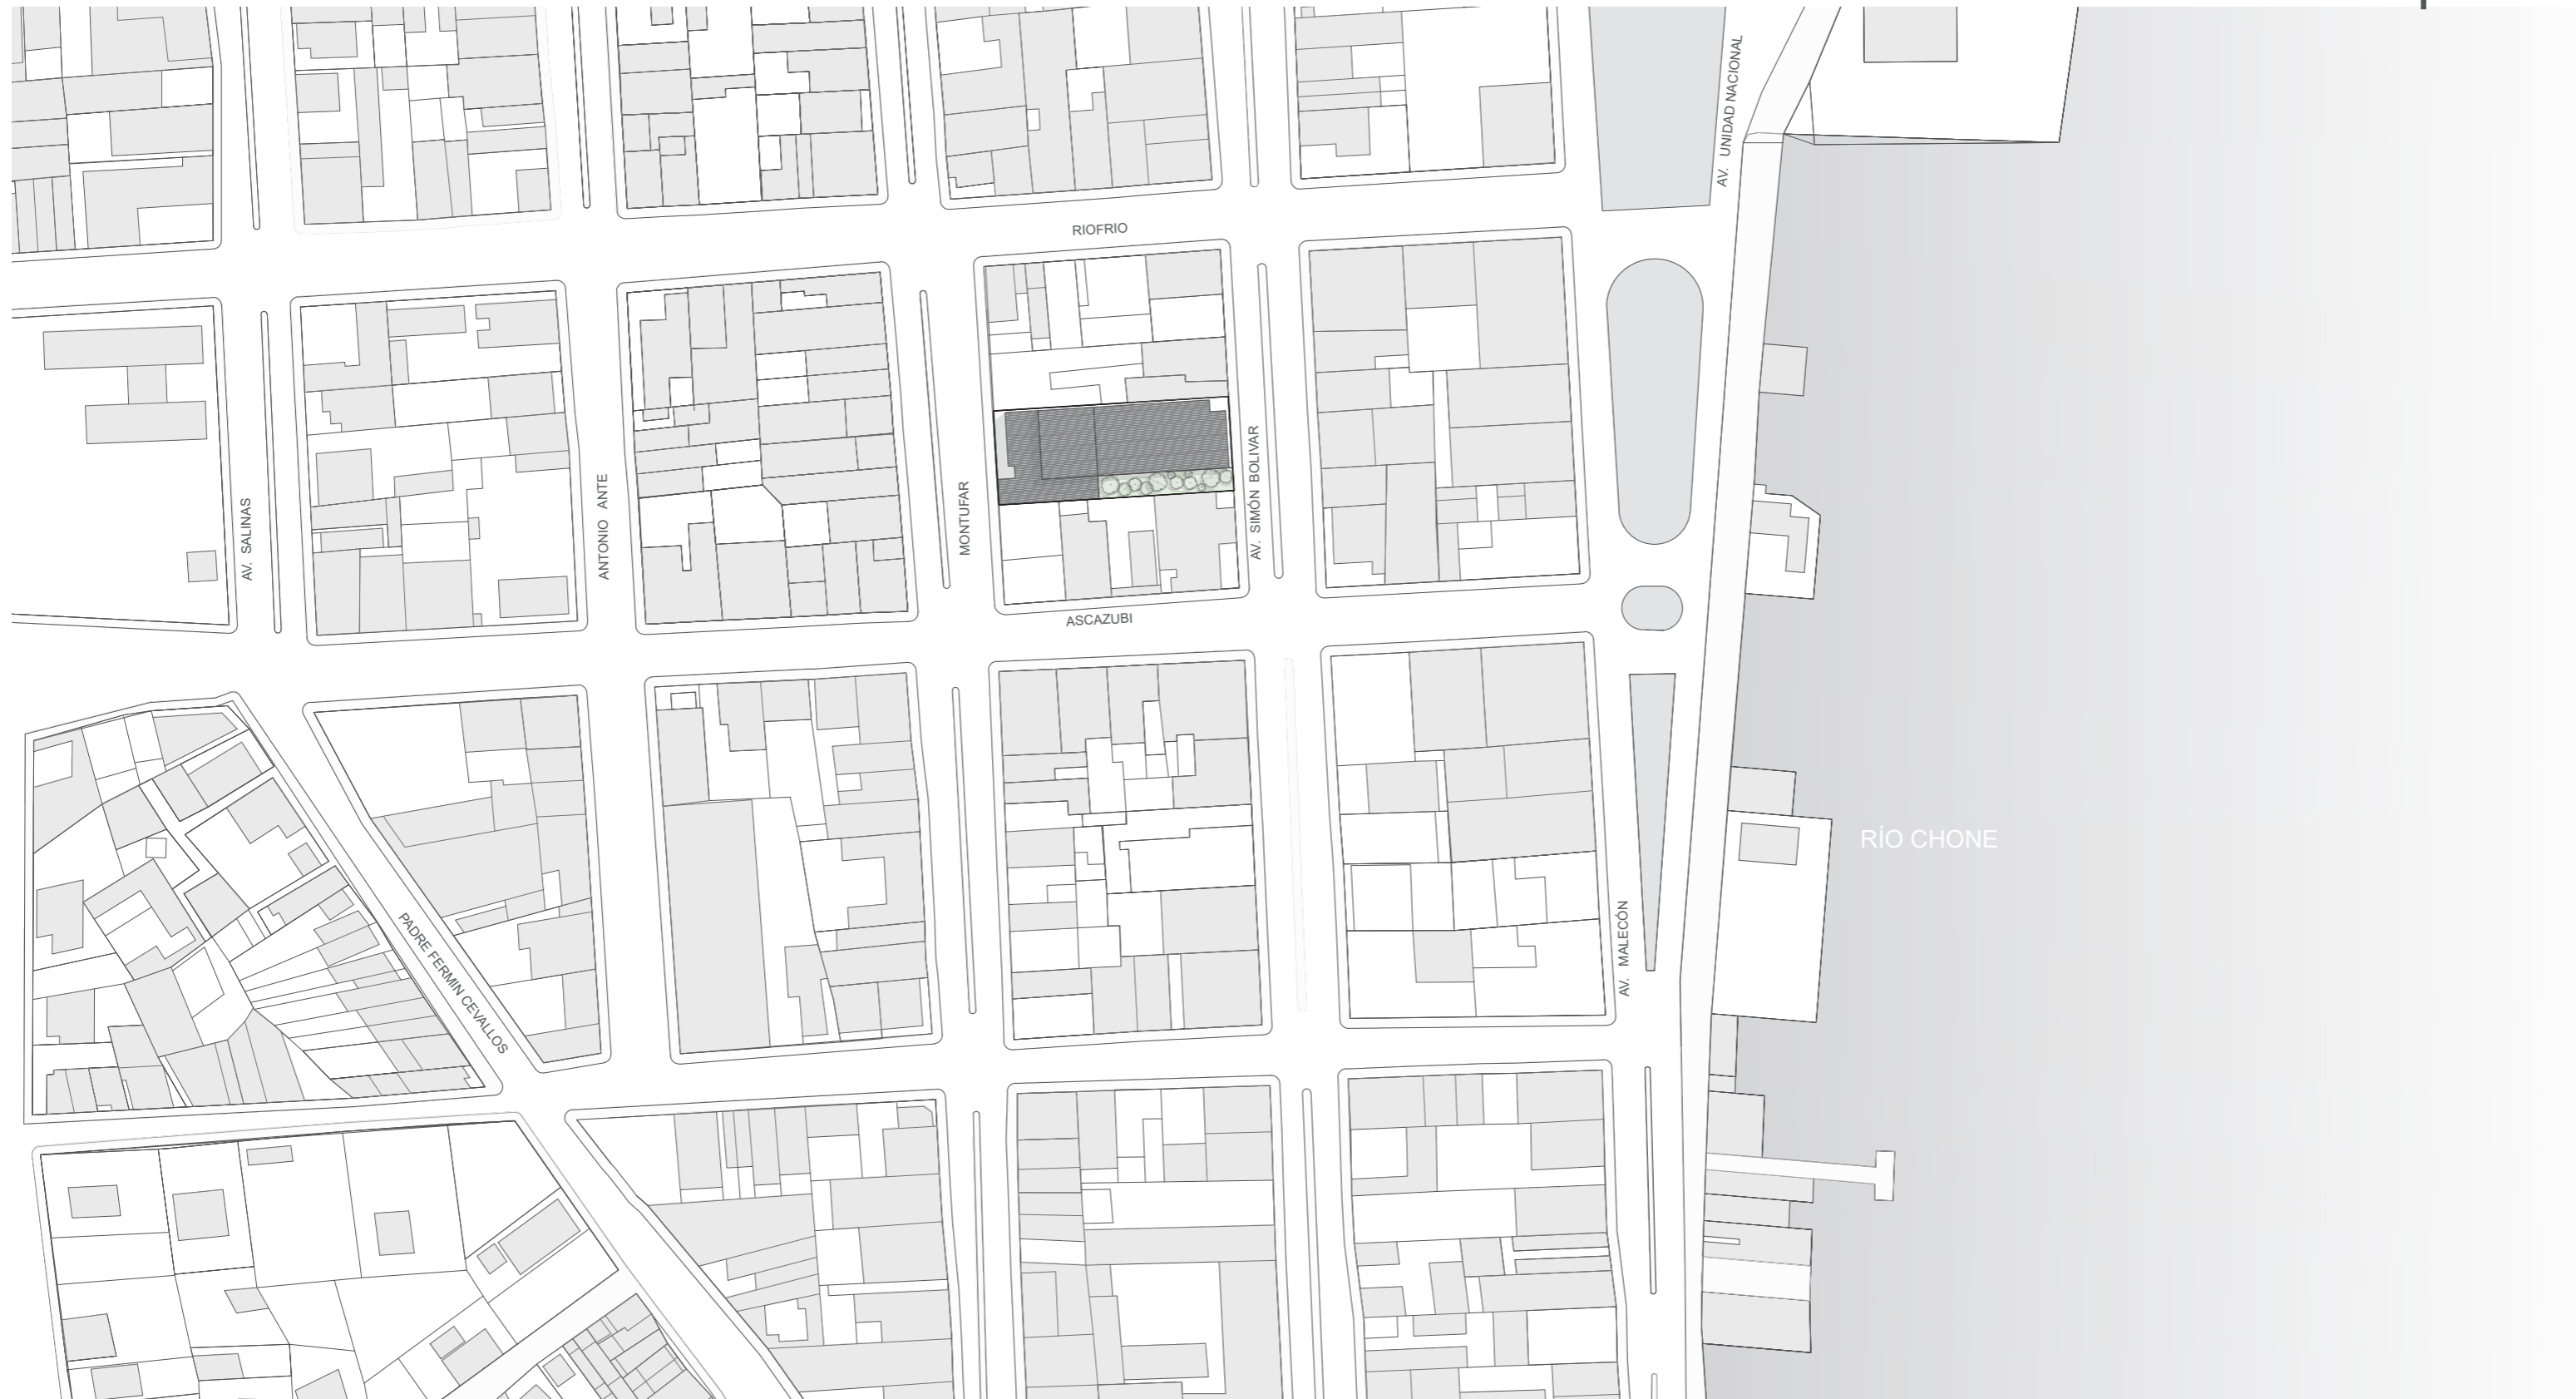 AV. UNIDAD NACIONAL
RIOFRIO
AV. SALINAS
ANTONIO ANTE
MONTUFAR
AV. SIMÓN BOLIVAR
ASCAZUBI
RÍO CHONE
AV. MALECÓN
PADRE FERMIN CEVALLOS